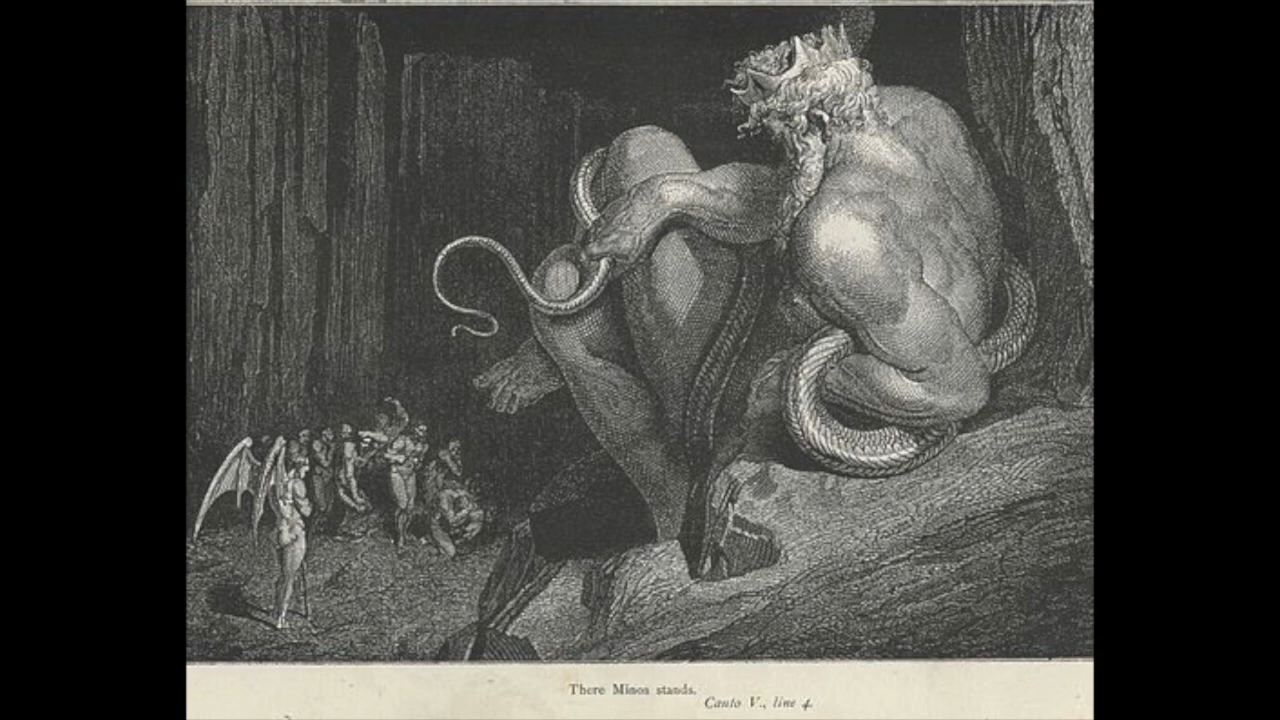 There Minos stands.
Canto V., line 4.